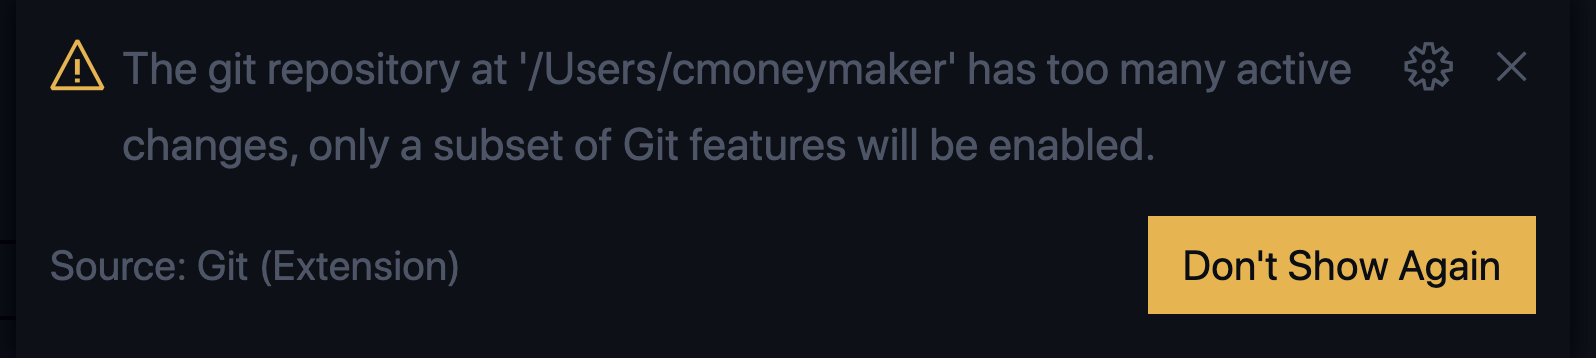 The git repository at '/Users/cmoneymaker' has too many active
changes, only a subset of Git features will be enabled.
Source: Git (Extension)
Don't Show Again